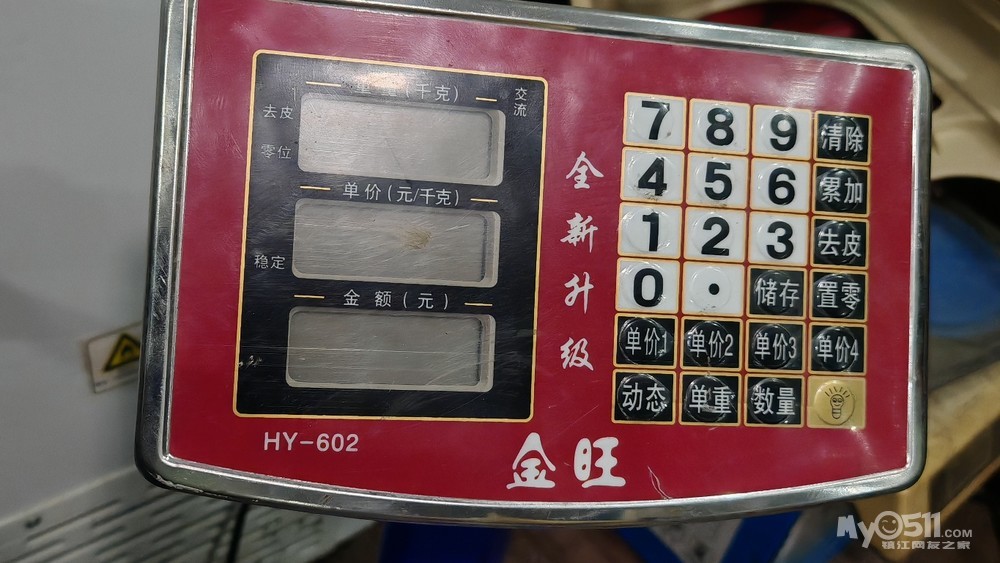 重量(千克)
交流
去皮
零位
单价(元/千克)
稳定
金额(元)
HY-602
全新升级
7 8 9 清除
4 5 6 累加
1 2 3 去皮
0 · 储存 置零
单价1 单价2 单价3 单价4
动态 单重 数量
金旺
My0511.COM
镇江网友之家